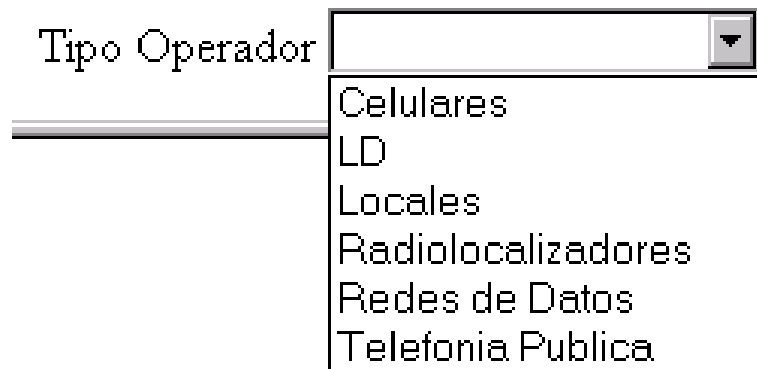 Tipo Operador
Celulares
LD
Locales
Radiolocalizadores
Redes de Datos
Telefonia Publica